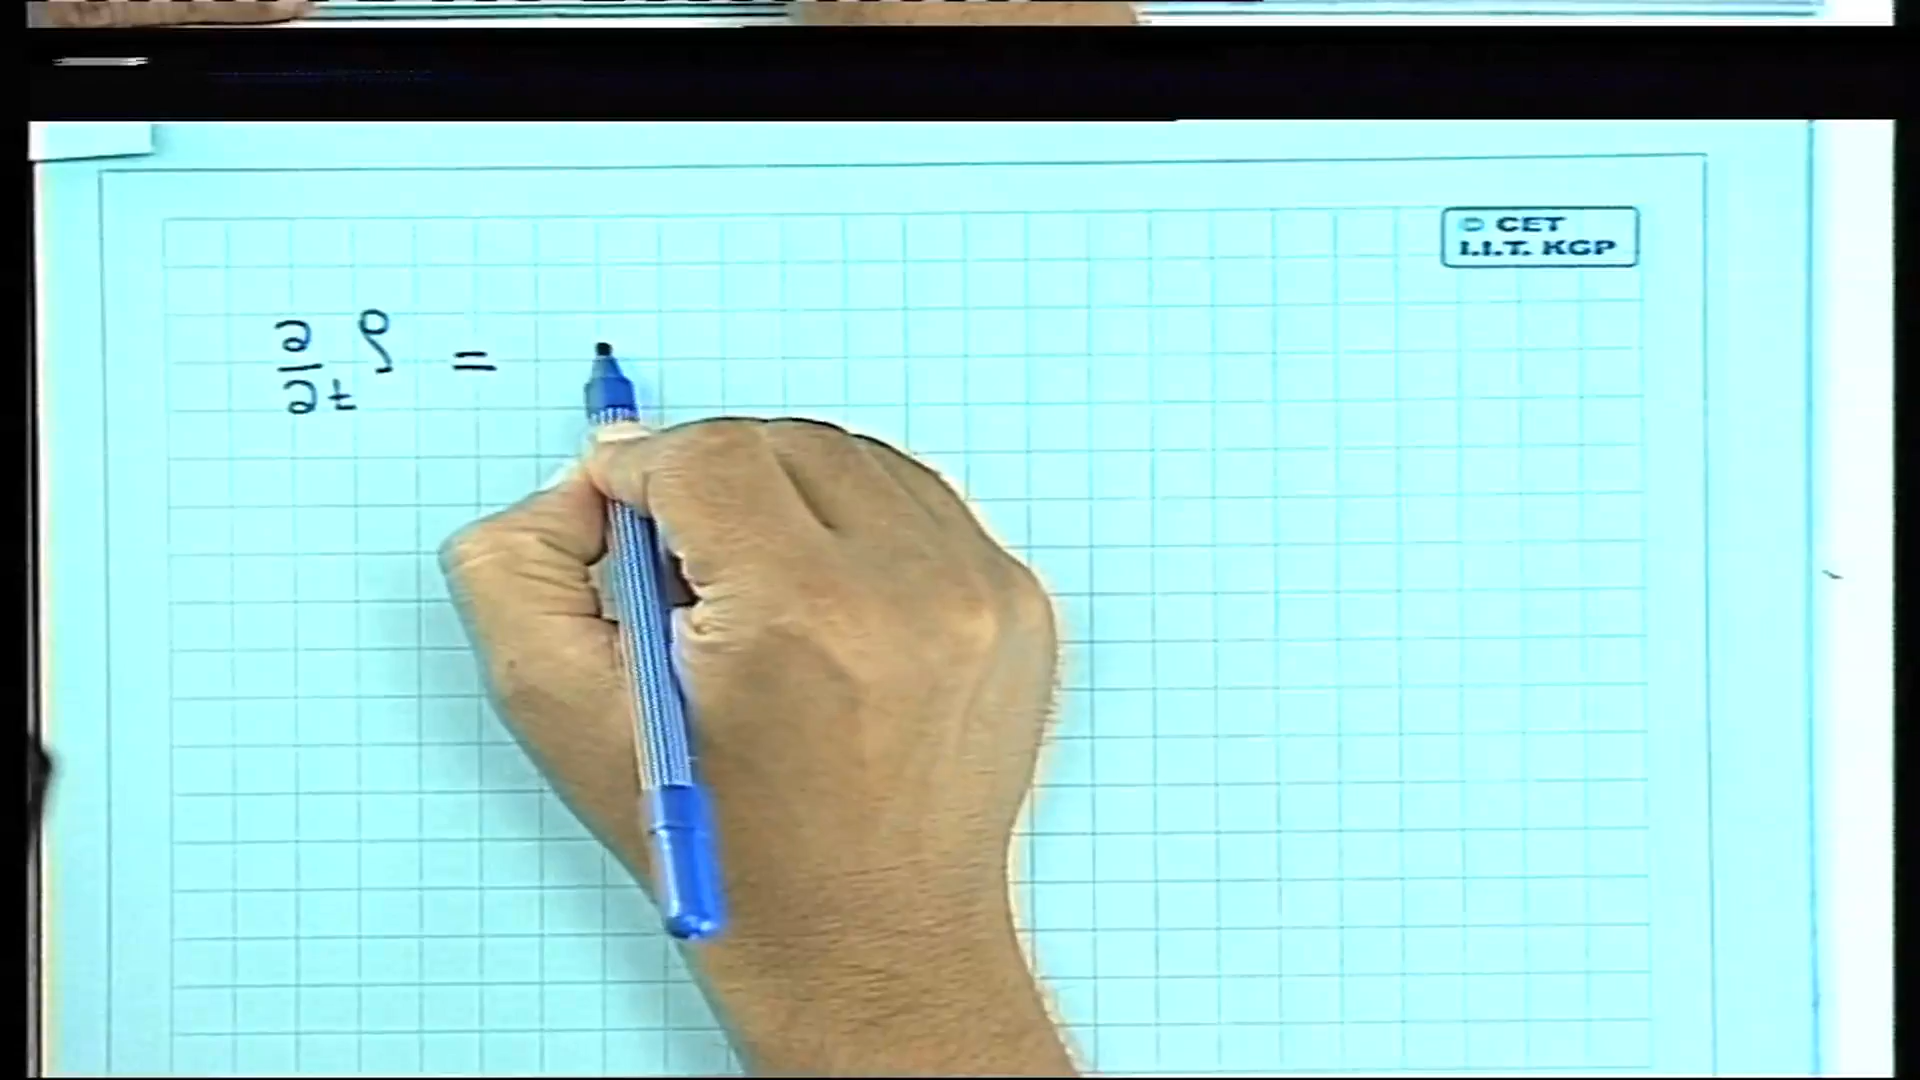 © CET
I.I.T. KGP
∂/∂t ρ =